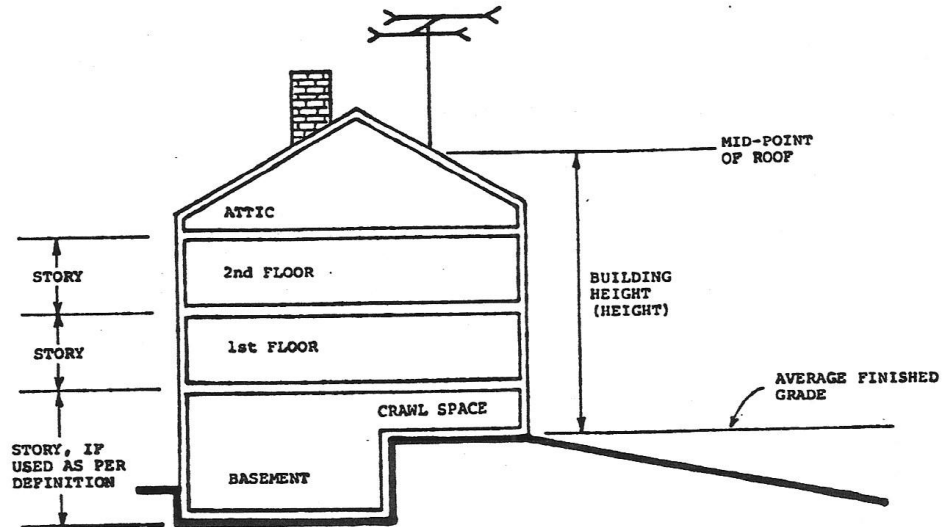 MID-POINT
OF ROOF
ATTIC
STORY
2nd FLOOR
BUILDING
HEIGHT
(HEIGHT)
STORY
1st FLOOR
AVERAGE FINISHED
GRADE
CRAWL SPACE
STORY, IF
USED AS PER
DEFINITION
BASEMENT